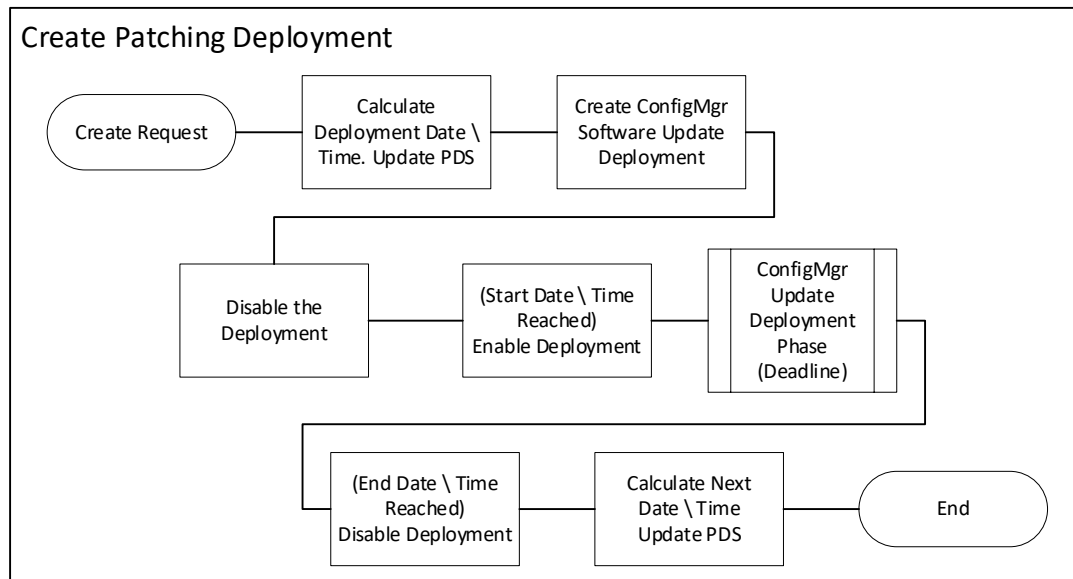 Create Patching Deployment
Create Request
Calculate
Deployment Date \
Time. Update PDS
Create ConfigMgr
Software Update
Deployment
Disable the
Deployment
(Start Date \ Time
Reached)
Enable Deployment
ConfigMgr
Update
Deployment
Phase
(Deadline)
(End Date \ Time
Reached)
Disable Deployment
Calculate Next
Date \ Time
Update PDS
End